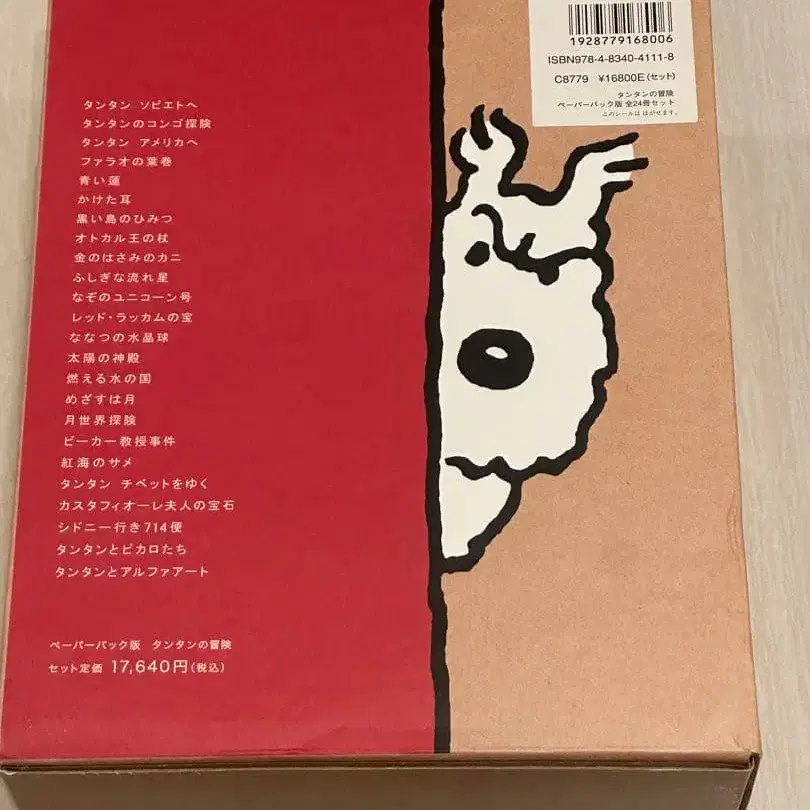 1928779168006
ISBN978-4-8340-4111-8
C8779 ¥16800E(セット)
タンタンの冒険
ペーパーバック版 全24冊セット
このシールは はがせます。
タンタン ソビエトへ
タンタンのコンゴ探険
タンタン アメリカへ
ファラオの葉巻
青い蓮
かけた耳
黒い島のひみつ
オトカル王の杖
金のはさみのカニ
ふしぎな流れ星
なぞのユニコーン号
レッド・ラッカムの宝
ななつの水晶球
太陽の神殿
燃える水の国
めざすは月
月世界探険
ビーカー教授事件
紅海のサメ
タンタン チベットをゆく
カスタフィオーレ夫人の宝石
シドニー行き714便
タンタンとピカロたち
タンタンとアルファアート
ペーパーバック版 タンタンの冒険
セット定価 17,640円(税込)